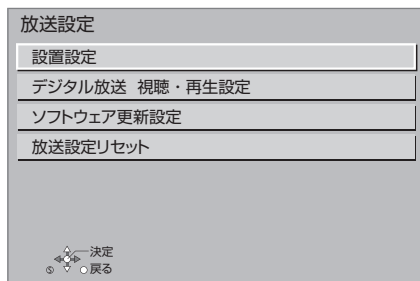 放送設定
設置設定
デジタル放送 視聴・再生設定
ソフトウェア更新設定
放送設定リセット
決定
戻る